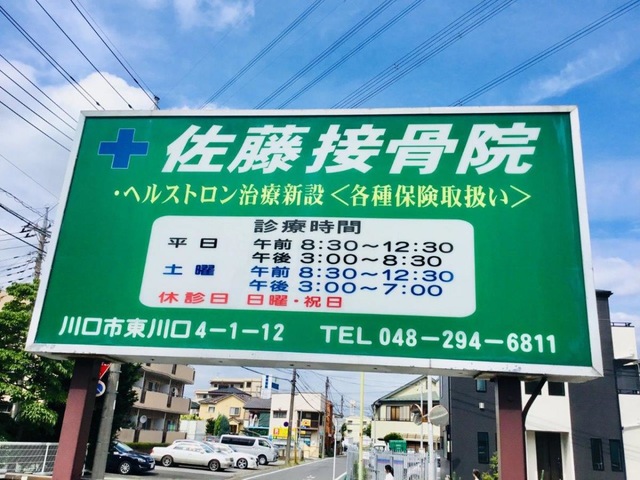 佐藤接骨院
・ヘルストロン治療新設＜各種保険取扱い＞
診療時間
平日 午前 8:30〜12:30
午後 3:00〜8:30
土曜 午前 8:30〜12:30
午後 3:00〜7:00
休診日 日曜・祝日
川口市東川口4-1-12 TEL 048-294-6811